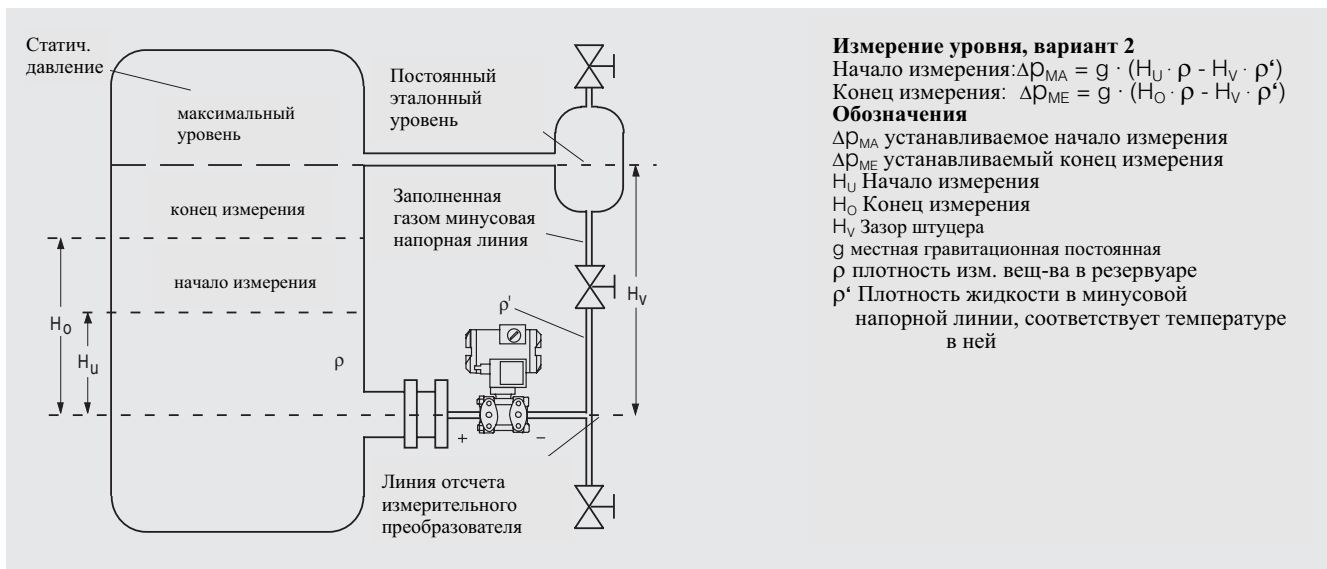 Статич.
давление
максимальный
уровень
конец измерения
начало измерения
Hₒ
Hᵤ
ρ
Постоянный
эталонный
уровень
Заполненная
газом минусовая
напорная линия
ρ'
Hᵥ
+ −
Линия отсчета
измерительного
преобразователя
Измерение уровня, вариант 2
Начало измерения:Δp_MA = g · (H_U · ρ - H_V · ρ‘)
Конец измерения: Δp_ME = g · (H_O · ρ - H_V · ρ‘)
Обозначения
Δp_MA устанавливаемое начало измерения
Δp_ME устанавливаемый конец измерения
H_U Начало измерения
H_O Конец измерения
H_V Зазор штуцера
g местная гравитационная постоянная
ρ плотность изм. вещ-ва в резервуаре
ρ‘ Плотность жидкости в минусовой
напорной линии, соответствует температуре
в ней